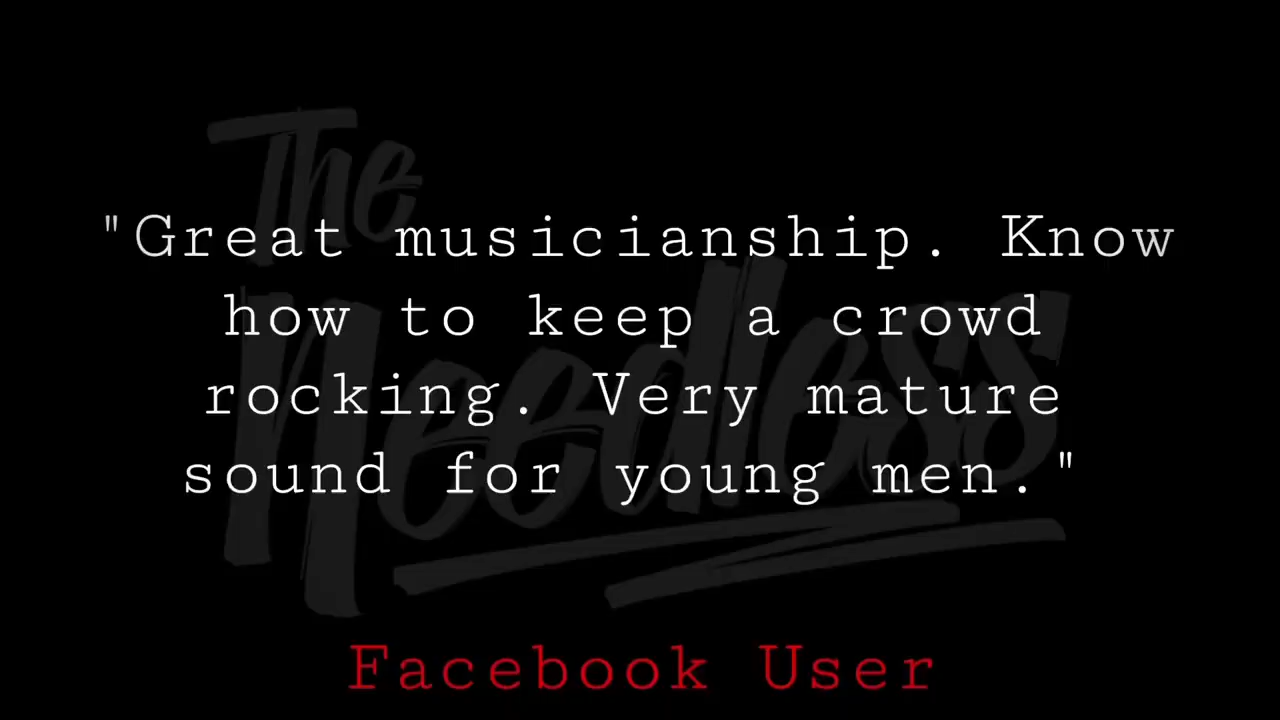 The
Needless
"Great musicianship. Know
how to keep a crowd
rocking. Very mature
sound for young men."
Facebook User